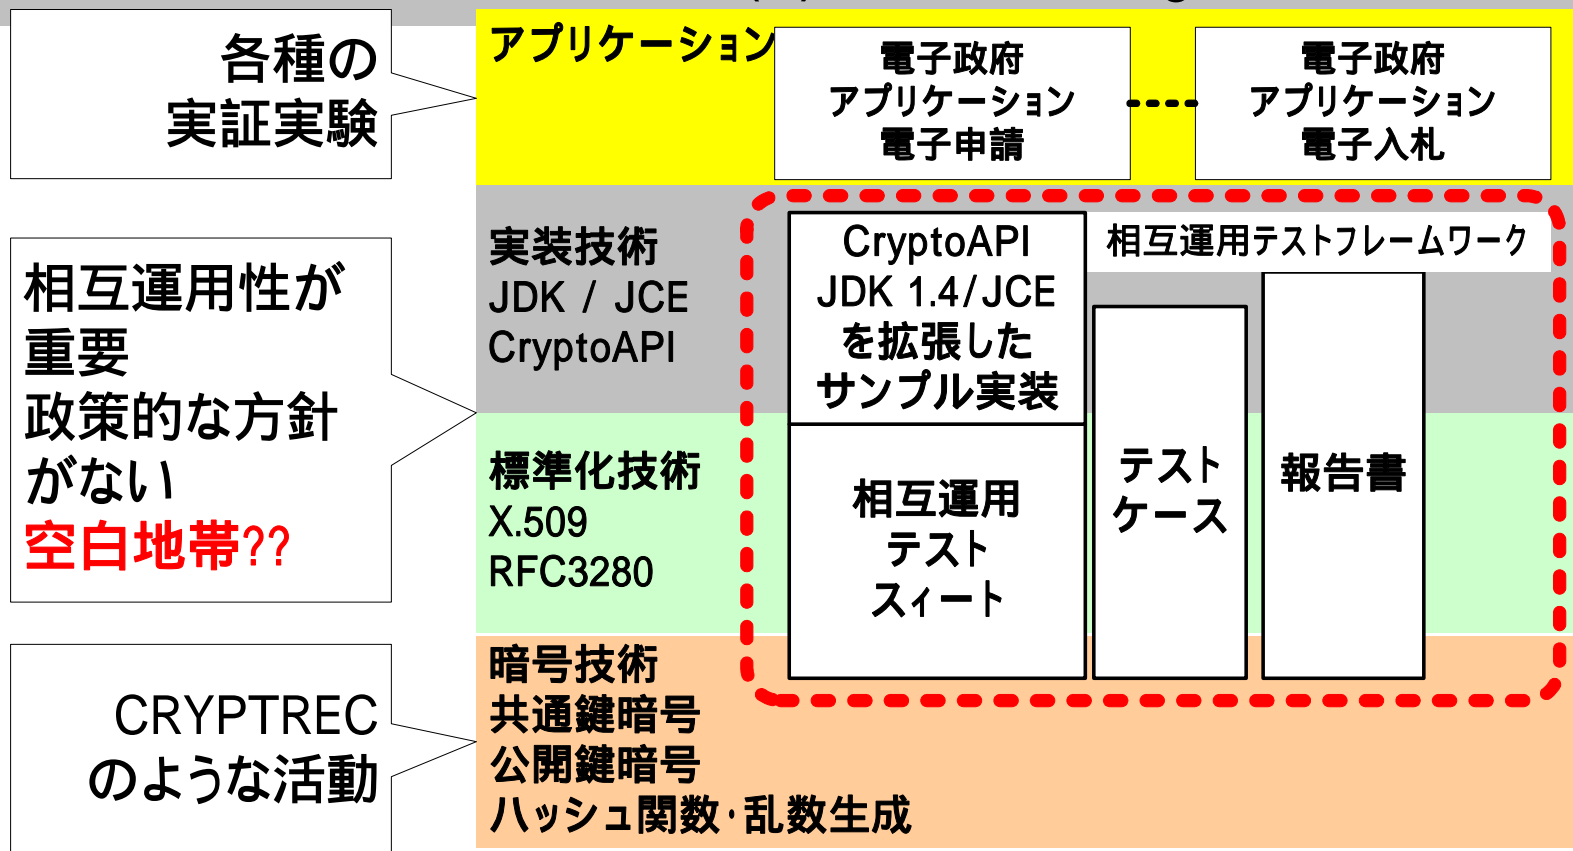 各種の
実証実験
アプリケーション
電子政府
アプリケーション
電子申請
電子政府
アプリケーション
電子入札
相互運用性が
重要
政策的な方針
がない
空白地帯??
実装技術
JDK / JCE
CryptoAPI
CryptoAPI
JDK 1.4/JCE
を拡張した
サンプル実装
相互運用テストフレームワーク
標準化技術
X.509
RFC3280
相互運用
テスト
スィート
テスト
ケース
報告書
CRYPTREC
のような活動
暗号技術
共通鍵暗号
公開鍵暗号
ハッシュ関数・乱数生成